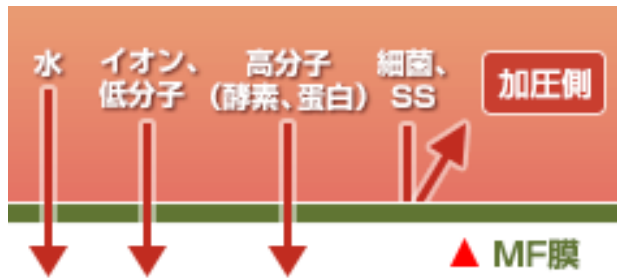 水
イオン、
低分子
高分子
（酵素、蛋白）
細菌、
SS
加圧側
▲ MF膜